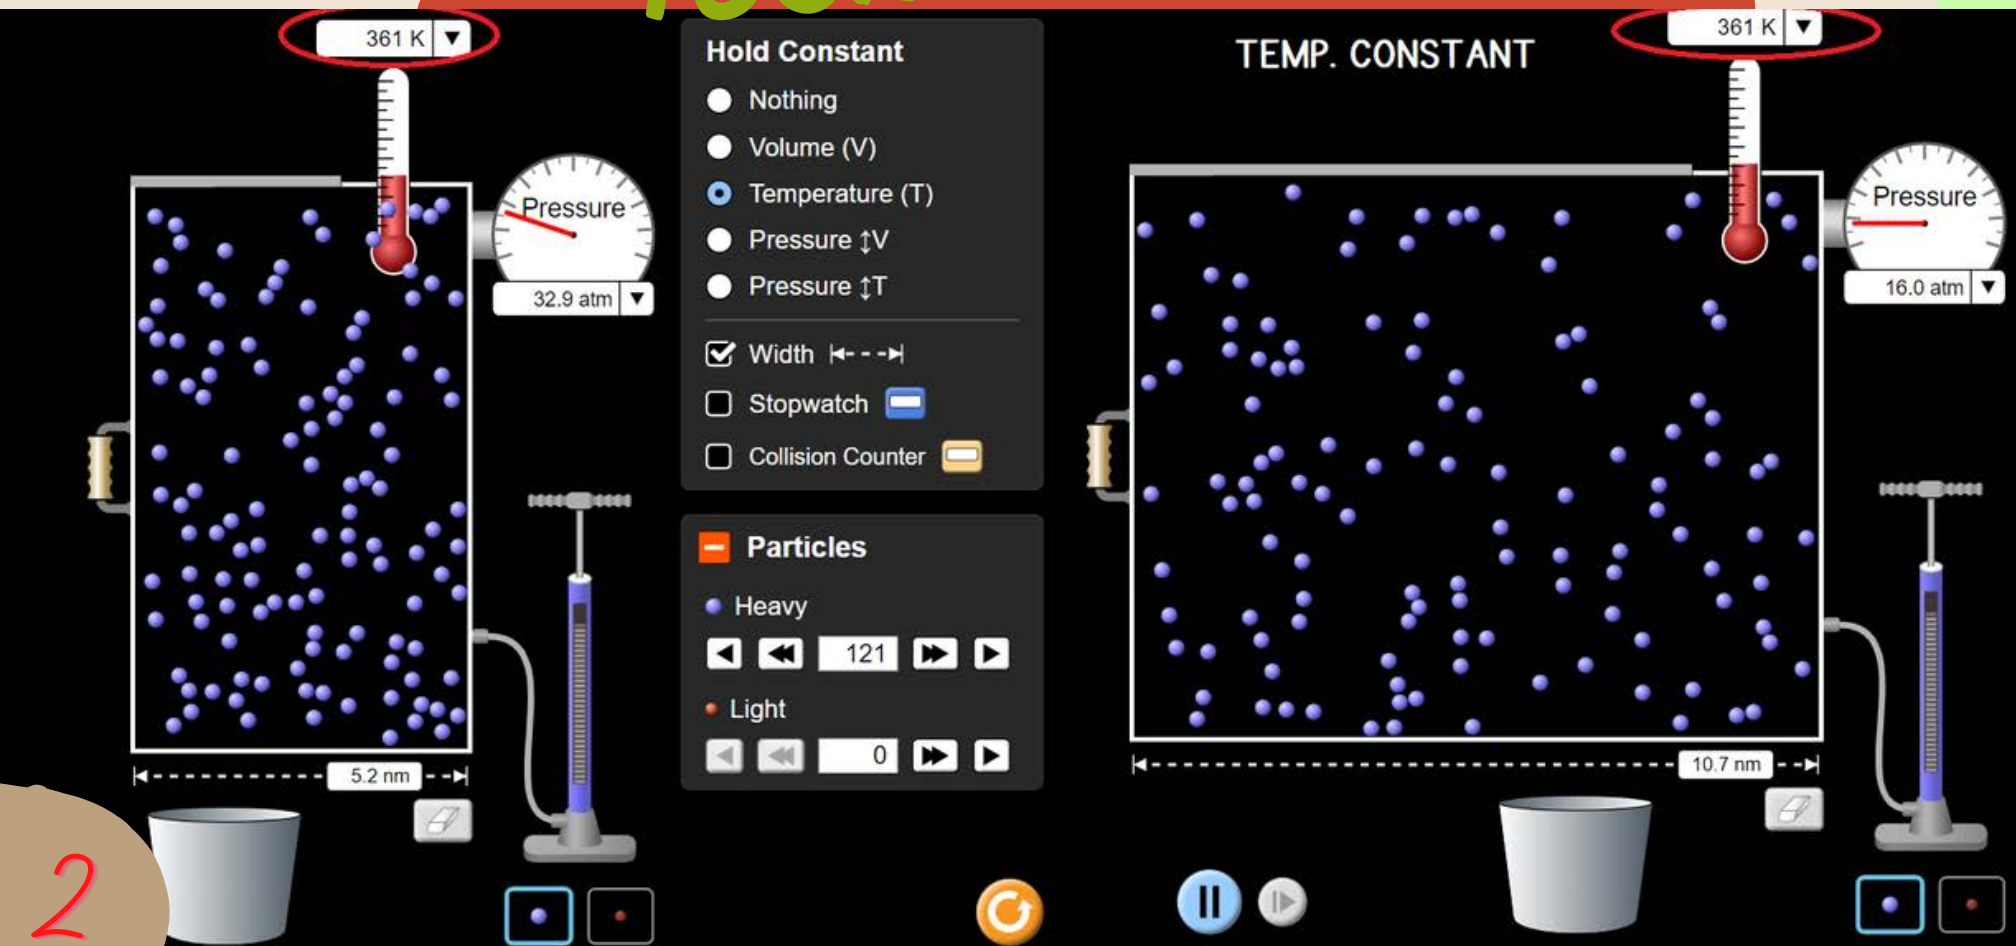 361 K
Pressure
32.9 atm
5.2 nm
2
Hold Constant
Nothing
Volume (V)
Temperature (T)
Pressure ↕V
Pressure ↕T
Width
Stopwatch
Collision Counter
Particles
Heavy
121
Light
0
TEMP. CONSTANT
361 K
Pressure
16.0 atm
10.7 nm